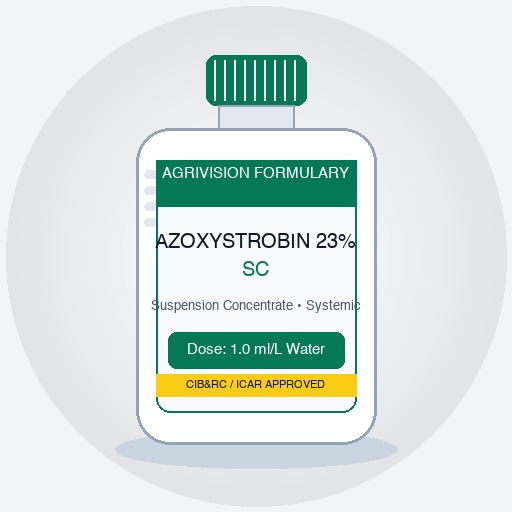 AGRIVISION FORMULARY
AZOXYSTROBIN 23%
SC
Suspension Concentrate • Systemic
Dose: 1.0 ml/L Water
CIB&RC / ICAR APPROVED